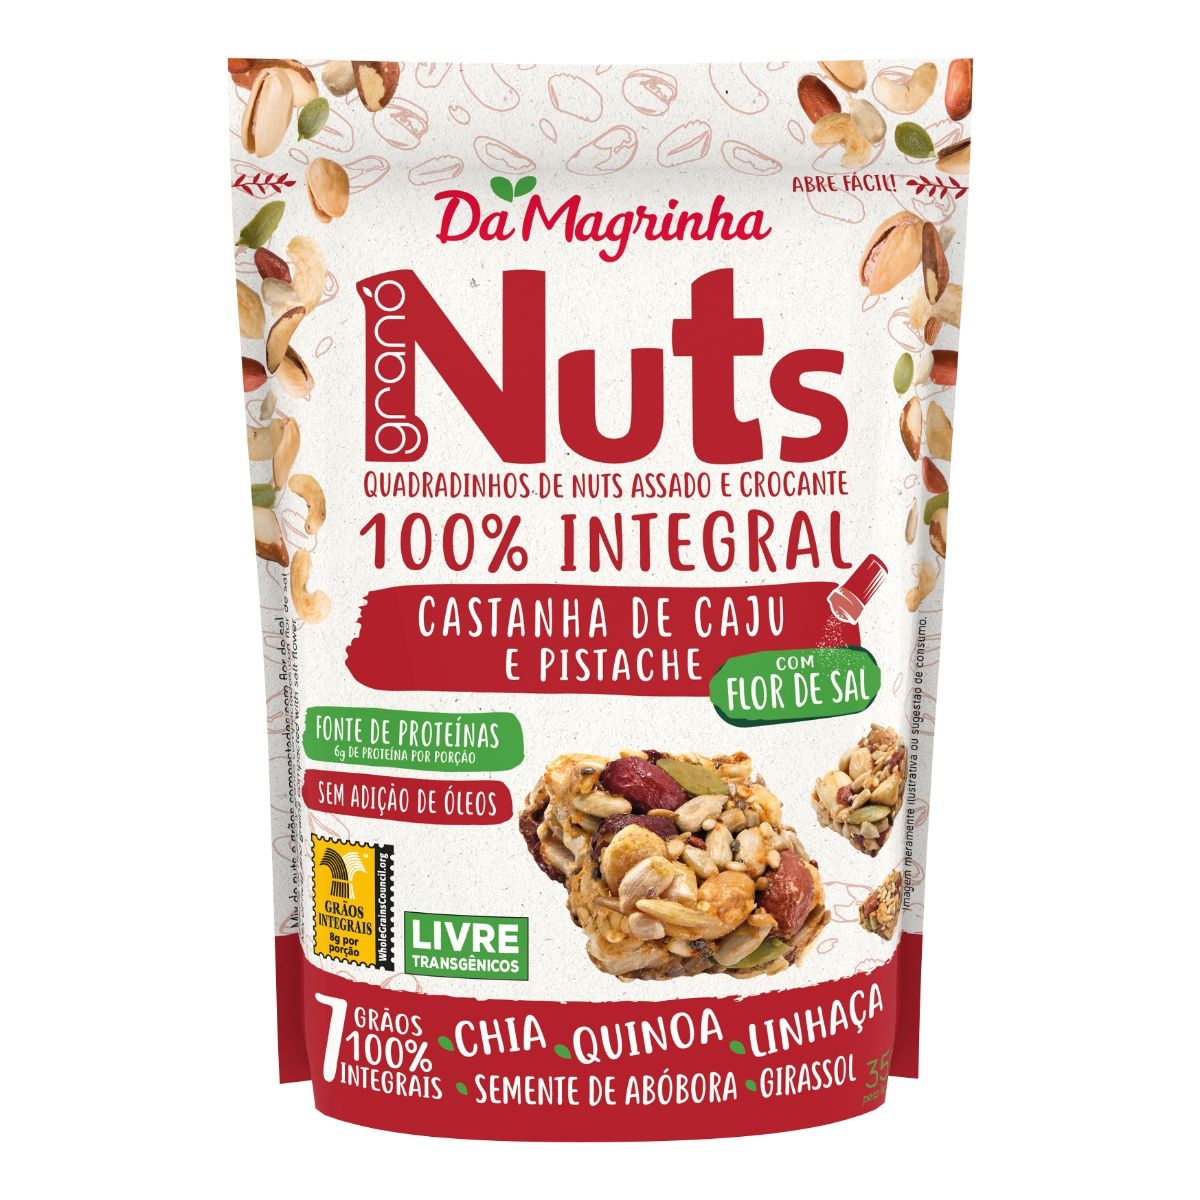 ABRE FÁCIL!
Da Magrinha
grano
Nuts
QUADRADINHOS DE NUTS ASSADO E CROCANTE
100% INTEGRAL
CASTANHA DE CAJU
E PISTACHE
COM
FLOR DE SAL
FONTE DE PROTEÍNAS
6g DE PROTEÍNA POR PORÇÃO
SEM ADIÇÃO DE ÓLEOS
GRÃOS
INTEGRAIS
8g por
porção
WholeGrainsCouncil.org
LIVRE
TRANSGÊNICOS
Imagem meramente ilustrativa ou sugestão de consumo.
7 GRÃOS
100%
INTEGRAIS
CHIA QUINOA LINHAÇA
SEMENTE DE ABÓBORA GIRASSOL